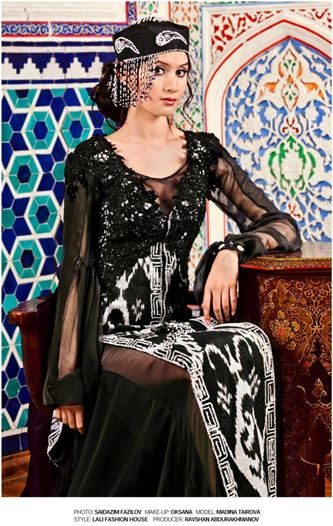 PHOTO: SAIDAZIM FAZILOV MAKE-UP: OKSANA MODEL: MADINA TAIROVA
STYLE: LALI FASHION HOUSE PRODUCER: RAVSHAN ABDURAKHMANOV